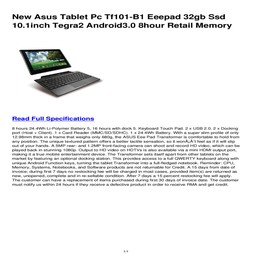 New Asus Tablet Pc Tf101-B1 Eeepad 32gb Ssd
10.1inch Tegra2 Android3.0 8hour Retail Memory
Read Full Specifications
8 hours 24.4Wh Li-Polymer Battery 5, 16 hours with dock 5, Keyboard Touch Pad; 2 x USB 2.0. 2 x Docking
port (Host + Client). 1 x Card Reader (MMC/SD/SDHC), 1 x 24.4Wh Battery. With a super slim profile of only
12.98mm thick in a frame that weighs only 680g, the ASUS Eee Pad Transformer is comfortable to hold from
any position. The unique textured pattern offers a better tactile sensation, so it wonÂÂ't feel as if it will slip
out of your hands. A 5MP rear- and 1.2MP front-facing camera can shoot and record HD video, which can be
played back in stunning 1080p. Output to HD video on HDTVs is also available via a mini HDMI output port,
making it a true mobile entertainment device. The Transformer sets itself apart from other tablets on the
market by featuring an optional docking station. This provides access to a full QWERTY keyboard along with
unique Android Function keys, turning the tablet Transformer into a full-fledged notebook. Reminder: CPU,
Memory, Systems, Networking, and Software products are not refundable. After 7 days of receive from date of
invoice; during first 7 days no restocking fee will be charged in most cases, provided item(s) are returned as
new, unopened, complete and in re-sellable condition. After 7 days a 15 percent restocking fee will apply.
The customer can have a replacement of items purchased during first 30 days of invoice date. The customer
must notify us within 24 hours if they receive a defective product in order to receive RMA and get credit.
1/1